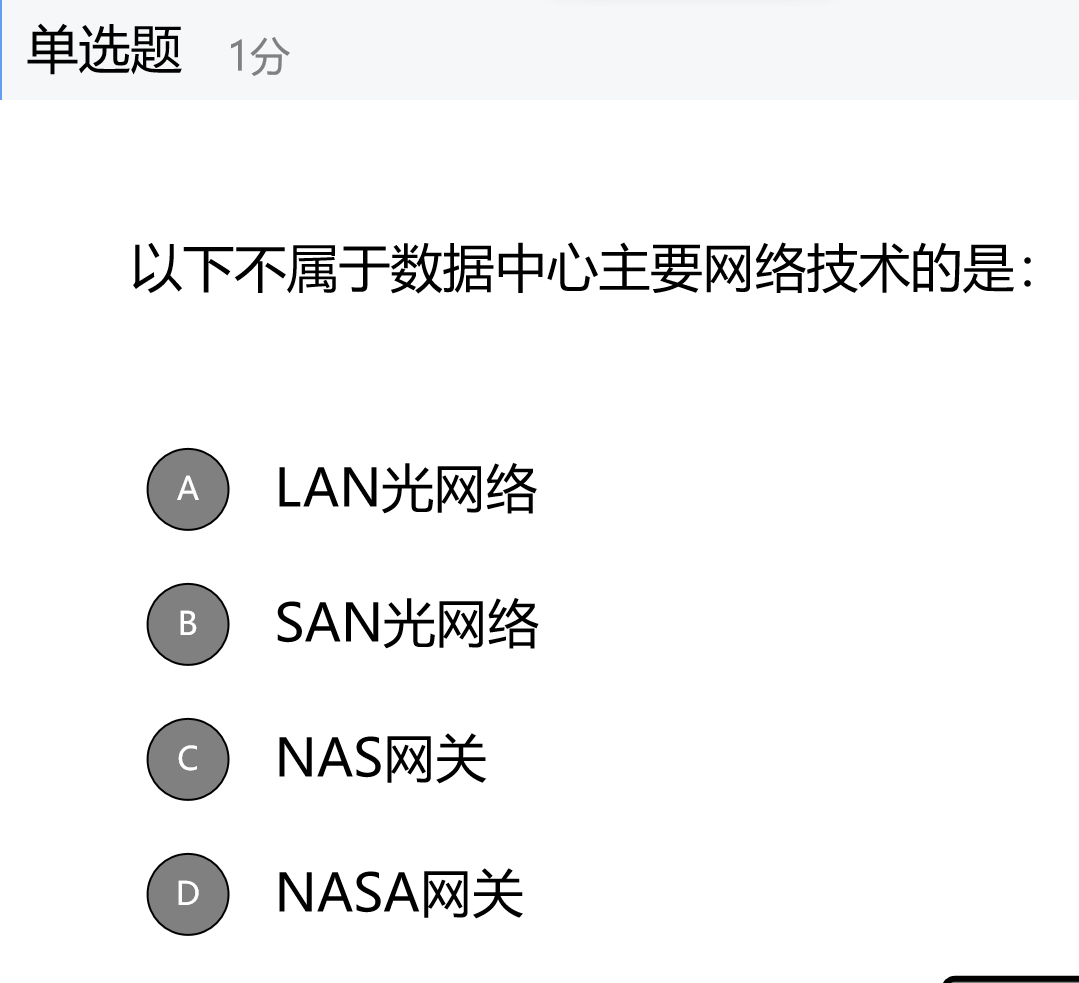 单选题 1分
以下不属于数据中心主要网络技术的是：
A LAN光网络
B SAN光网络
C NAS网关
D NASA网关